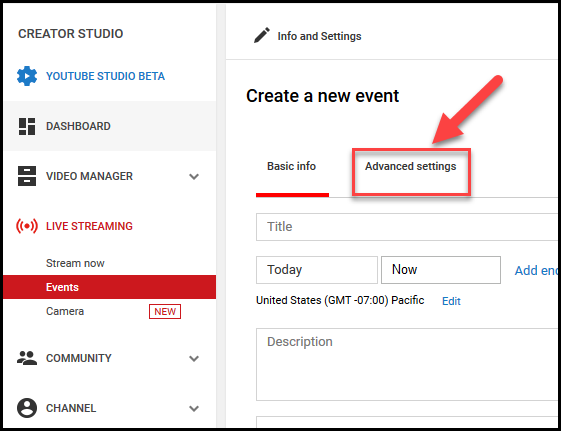 CREATOR STUDIO
YOUTUBE STUDIO BETA
DASHBOARD
VIDEO MANAGER
LIVE STREAMING
Stream now
Events
Camera NEW
COMMUNITY
CHANNEL
Info and Settings
Create a new event
Basic info Advanced settings
Title
Today Now Add end
United States (GMT -07:00) Pacific Edit
Description